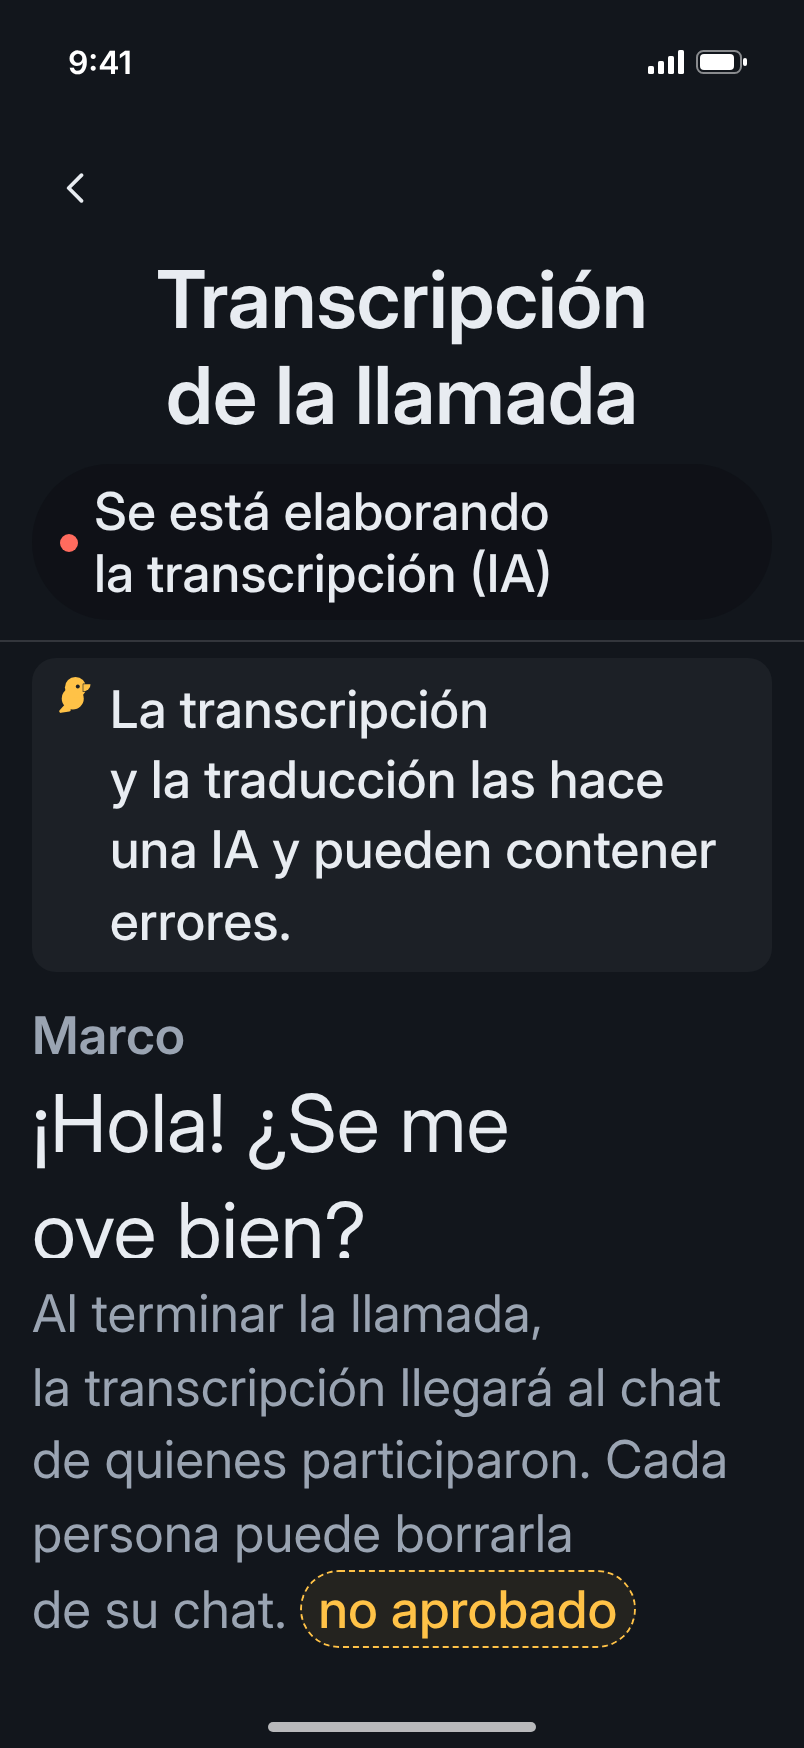 9:41
Transcripción
de la llamada
Se está elaborando
la transcripción (IA)
La transcripción
y la traducción las hace
una IA y pueden contener
errores.
Marco
¡Hola! ¿Se me
oye bien?
Al terminar la llamada,
la transcripción llegará al chat
de quienes participaron. Cada
persona puede borrarla
de su chat. no aprobado